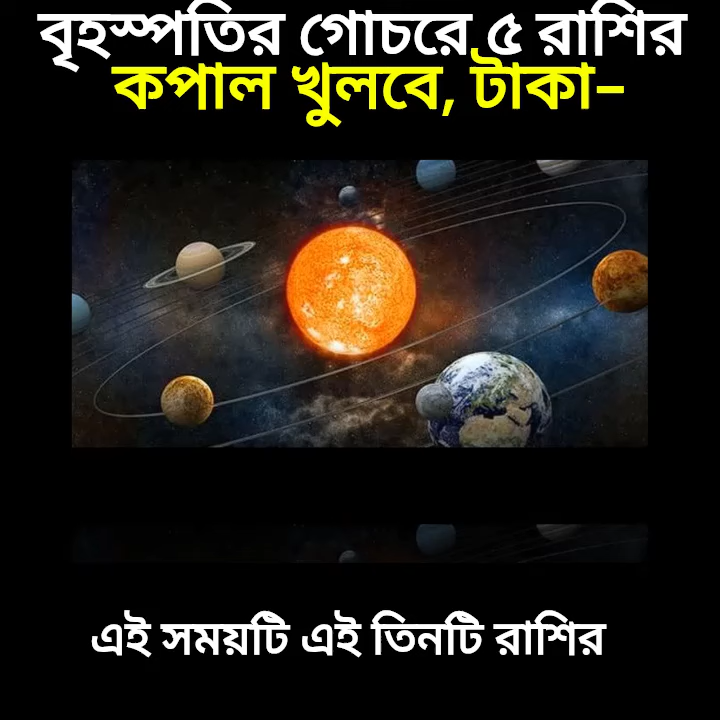 বৃহস্পতির গোচরে ৫ রাশির
কপাল খুলবে, টাকা-
এই সময়টি এই তিনটি রাশির